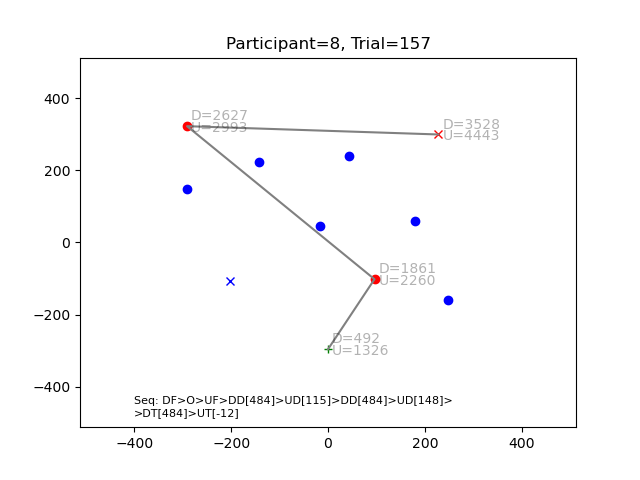 Participant=8, Trial=157
400
200
0
−200
−400
D=2627
U=2993
D=3528
U=4443
D=1861
U=2260
D=492
U=1326
Seq: DF>O>UF>DD[484]>UD[115]>DD[484]>UD[148]>
>DT[484]>UT[-12]
−400 −200 0 200 400